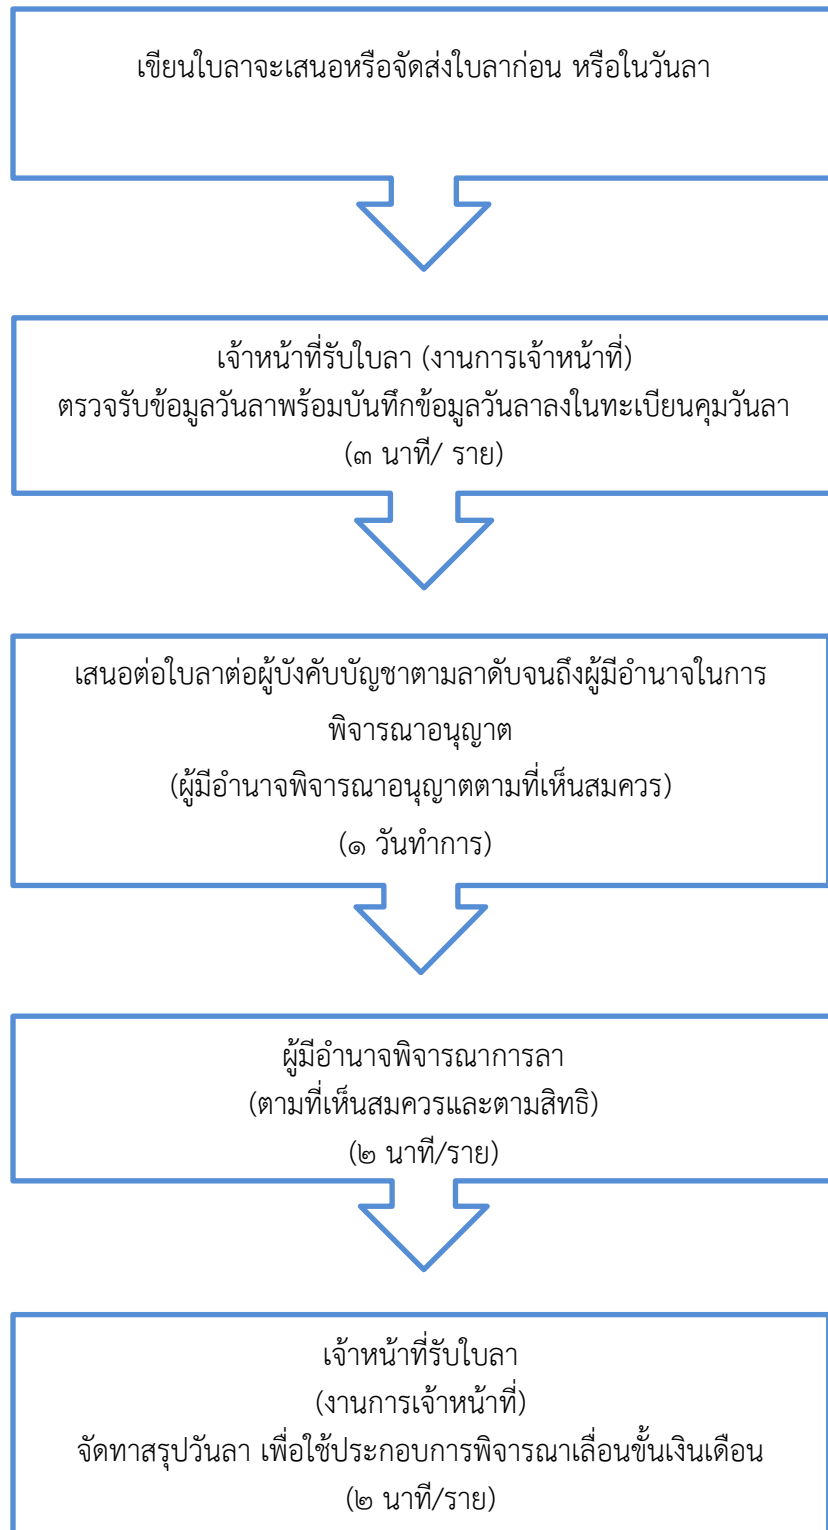 เขียนใบลาจะเสนอหรือจัดส่งใบลาก่อน หรือในวันลา
เจ้าหน้าที่รับใบลา (งานการเจ้าหน้าที่)
ตรวจรับข้อมูลวันลาพร้อมบันทึกข้อมูลวันลาลงในทะเบียนคุมวันลา
(๓ นาที/ ราย)
เสนอต่อใบลาต่อผู้บังคับบัญชาตามลาดับจนถึงผู้มีอำนาจในการ
พิจารณาอนุญาต
(ผู้มีอำนาจพิจารณาอนุญาตตามที่เห็นสมควร)
(๑ วันทำการ)
ผู้มีอำนาจพิจารณาการลา
(ตามที่เห็นสมควรและตามสิทธิ)
(๒ นาที/ราย)
เจ้าหน้าที่รับใบลา
(งานการเจ้าหน้าที่)
จัดทาสรุปวันลา เพื่อใช้ประกอบการพิจารณาเลื่อนขั้นเงินเดือน
(๒ นาที/ราย)